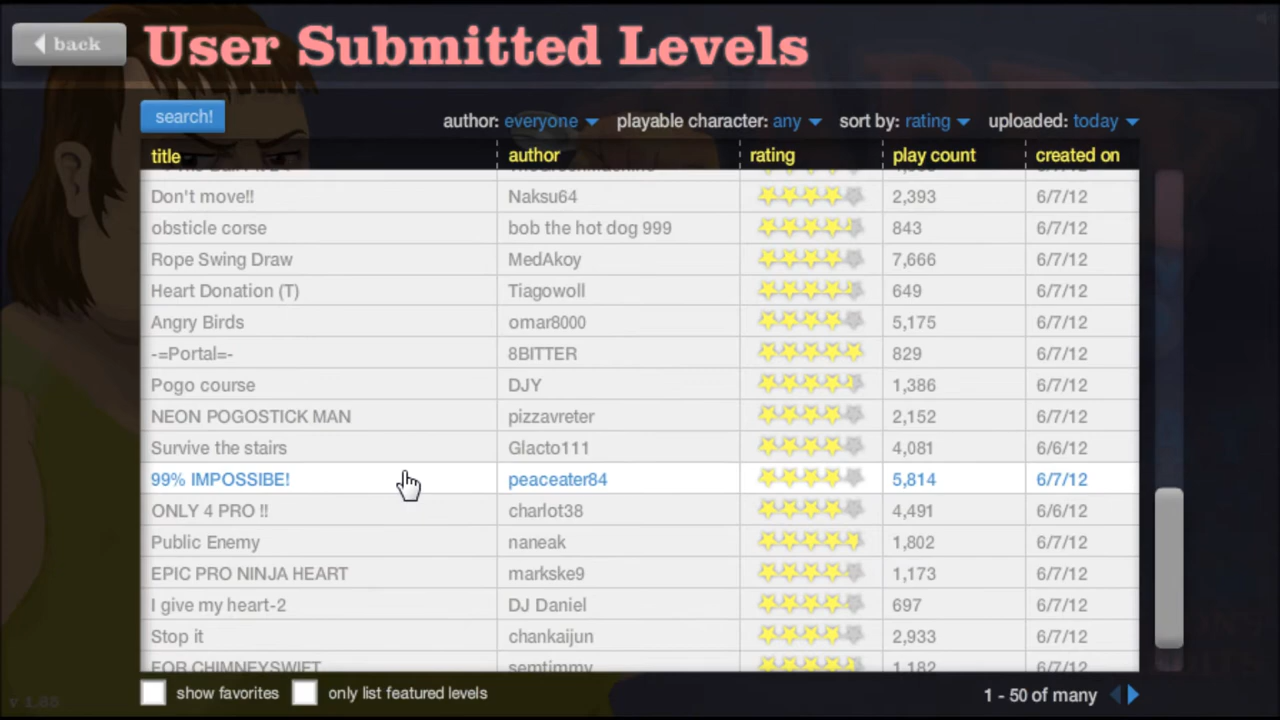 back
User Submitted Levels
search! author: everyone playable character: any sort by: rating uploaded: today
title author rating play count created on
Don't move!! Naksu64 2,393 6/7/12
obsticle corse bob the hot dog 999 843 6/7/12
Rope Swing Draw MedAkoy 7,666 6/7/12
Heart Donation (T) Tiagowoll 649 6/7/12
Angry Birds omar8000 5,175 6/7/12
-=Portal=- 8BITTER 829 6/7/12
Pogo course DJY 1,386 6/7/12
NEON POGOSTICK MAN pizzavreter 2,152 6/7/12
Survive the stairs Glacto111 4,081 6/6/12
99% IMPOSSIBE! peaceater84 5,814 6/7/12
ONLY 4 PRO !! charlot38 4,491 6/6/12
Public Enemy naneak 1,802 6/7/12
EPIC PRO NINJA HEART markske9 1,173 6/7/12
I give my heart-2 DJ Daniel 697 6/7/12
Stop it chankaijun 2,933 6/7/12
FOR CHIMNEYSWIFT semtimmy 1,182 6/7/12
show favorites only list featured levels 1 - 50 of many